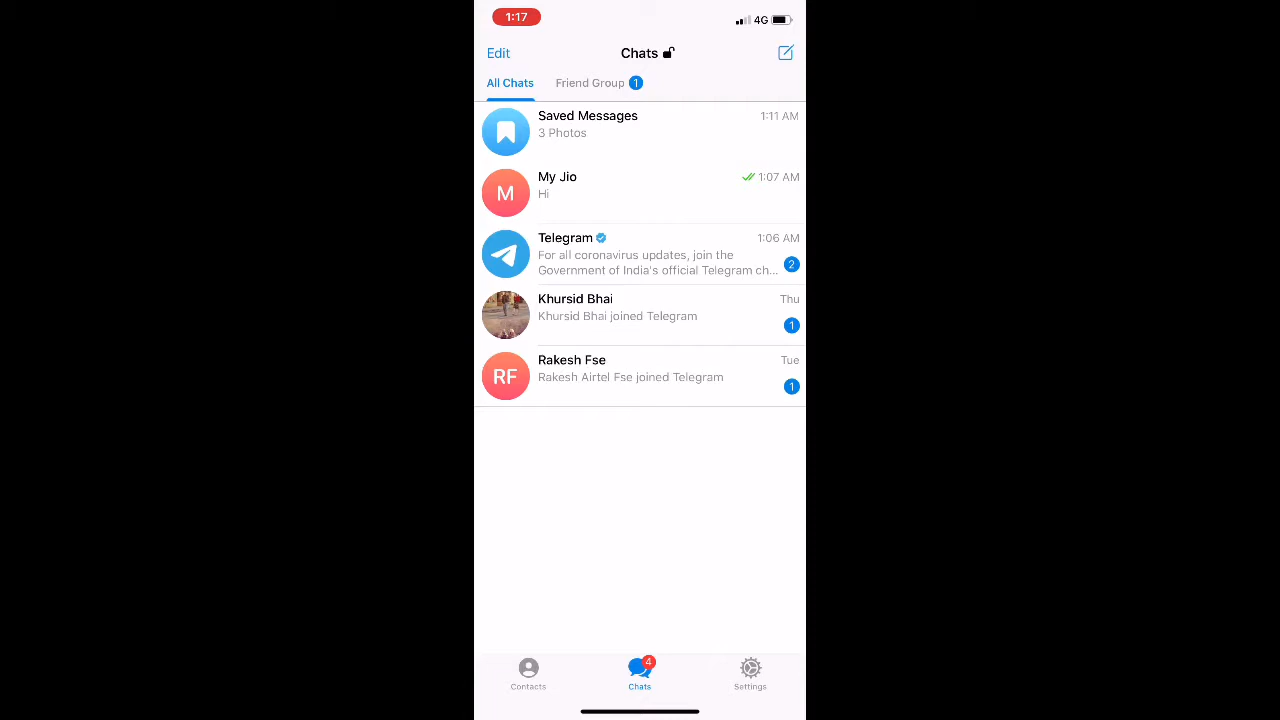 1:17
4G
Edit
Chats
All Chats
Friend Group 1
Saved Messages
1:11 AM
3 Photos
M
My Jio
1:07 AM
Hi
Telegram
1:06 AM
For all coronavirus updates, join the
Government of India's official Telegram ch...
2
Khursid Bhai
Thu
Khursid Bhai joined Telegram
1
RF
Rakesh Fse
Tue
Rakesh Airtel Fse joined Telegram
1
4
Contacts
Chats
Settings